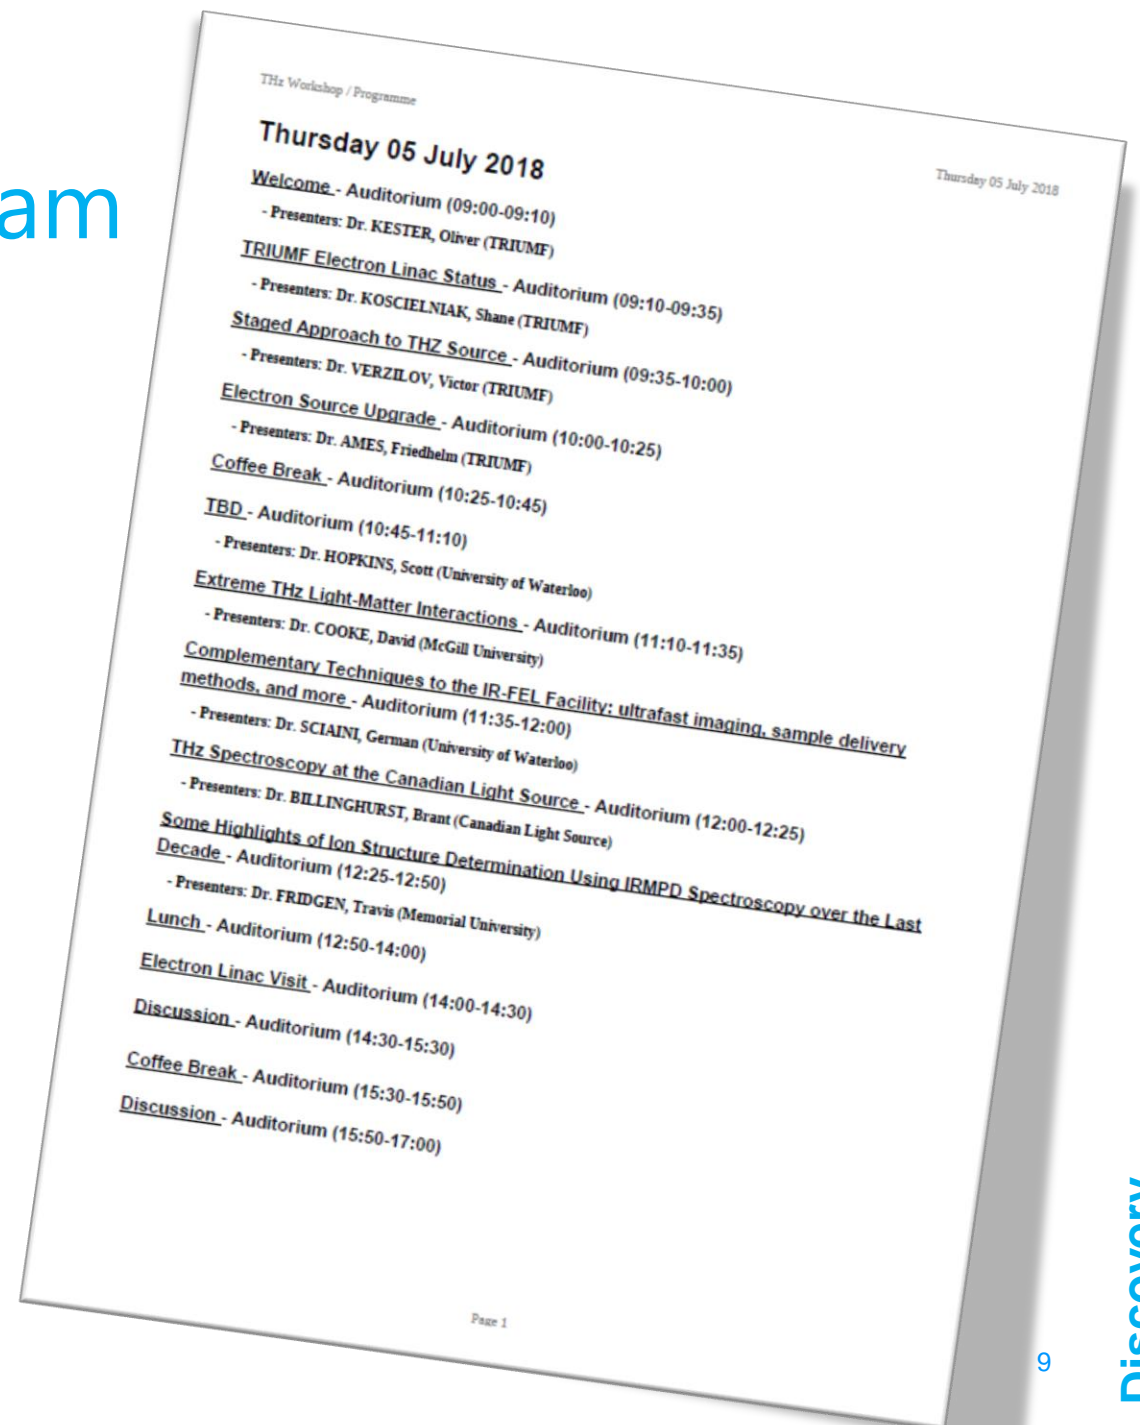 am
THz Workshop / Programme
Thursday 05 July 2018
Thursday 05 July 2018
Welcome - Auditorium (09:00-09:10)
- Presenters: Dr. KESTER, Oliver (TRIUMF)
TRIUMF Electron Linac Status - Auditorium (09:10-09:35)
- Presenters: Dr. KOSCIELNIAK, Shane (TRIUMF)
Staged Approach to THZ Source - Auditorium (09:35-10:00)
- Presenters: Dr. VERZILOV, Victor (TRIUMF)
Electron Source Upgrade - Auditorium (10:00-10:25)
- Presenters: Dr. AMES, Friedhelm (TRIUMF)
Coffee Break - Auditorium (10:25-10:45)
TBD - Auditorium (10:45-11:10)
- Presenters: Dr. HOPKINS, Scott (University of Waterloo)
Extreme THz Light-Matter Interactions - Auditorium (11:10-11:35)
- Presenters: Dr. COOKE, David (McGill University)
Complementary Techniques to the IR-FEL Facility: ultrafast imaging, sample delivery
methods, and more - Auditorium (11:35-12:00)
- Presenters: Dr. SCIAINI, German (University of Waterloo)
THz Spectroscopy at the Canadian Light Source - Auditorium (12:00-12:25)
- Presenters: Dr. BILLINGHURST, Brant (Canadian Light Source)
Some Highlights of Ion Structure Determination Using IRMPD Spectroscopy over the Last
Decade - Auditorium (12:25-12:50)
- Presenters: Dr. FRIDGEN, Travis (Memorial University)
Lunch - Auditorium (12:50-14:00)
Electron Linac Visit - Auditorium (14:00-14:30)
Discussion - Auditorium (14:30-15:30)
Coffee Break - Auditorium (15:30-15:50)
Discussion - Auditorium (15:50-17:00)
Page 1
9
Discovery